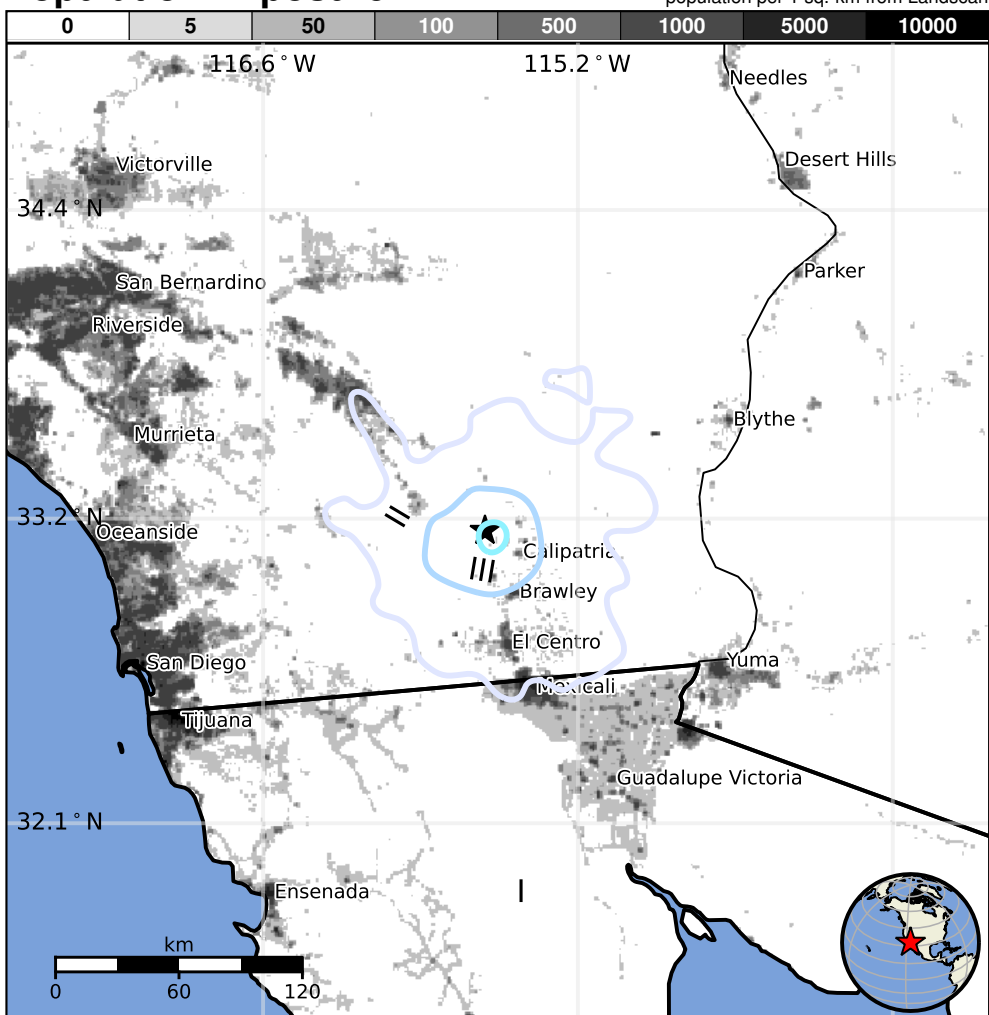 population per 1 sq. km from Landscan
0 5 50 100 500 1000 5000 10000
116.6°W 115.2°W
Needles
Victorville
Desert Hills
34.4°N
Parker
San Bernardino
Riverside
Blythe
Murrieta
33.2°N
Oceanside
II
Calipatria
III
Brawley
El Centro
San Diego
Yuma
Mexicali
Tijuana
Guadalupe Victoria
32.1°N
Ensenada
I
km
0 60 120